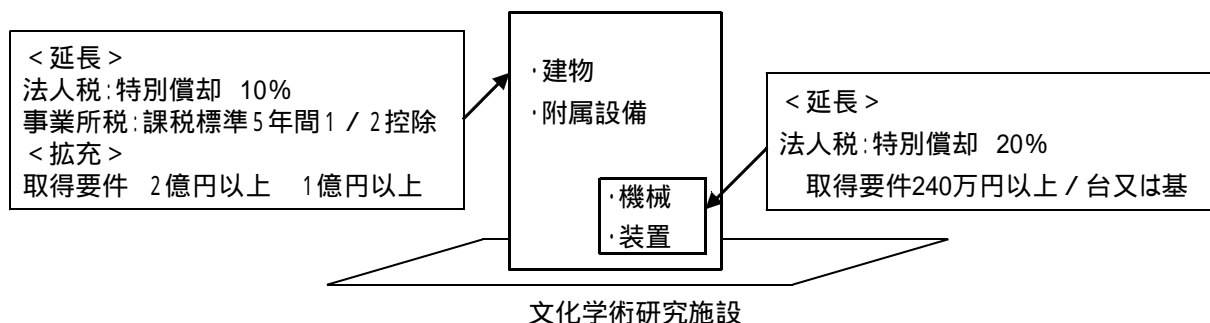 <延長>
法人税:特別償却 10%
事業所税:課税標準5年間1/2控除
<拡充>
取得要件 2億円以上 1億円以上
・建物
・附属設備
・機械
・装置
<延長>
法人税:特別償却 20%
取得要件240万円以上/台又は基
文化学術研究施設